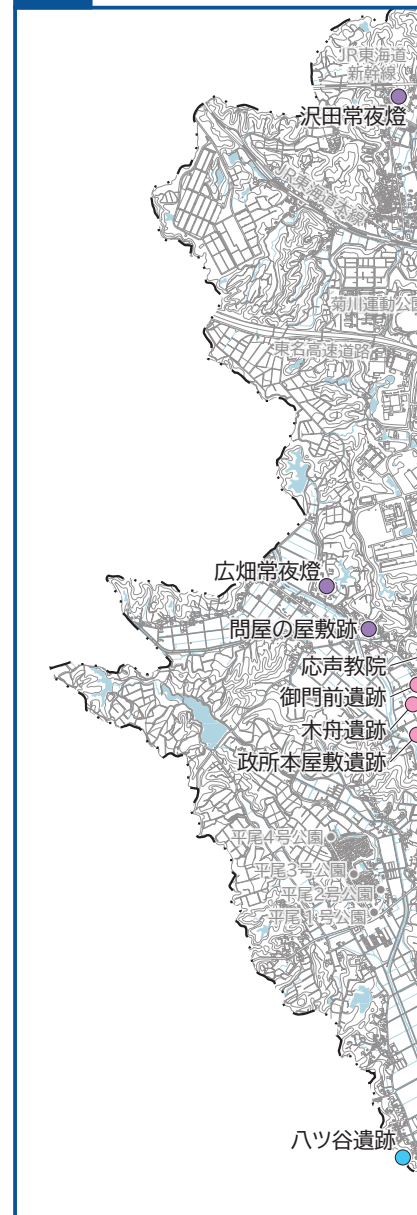 JR東海道
新幹線
沢田常夜燈
JR東海道本線
菊川運動公園
東名高速道路
広畑常夜燈
問屋の屋敷跡
応声教院
御門前遺跡
木舟遺跡
政所本屋敷遺跡
平尾4号公園
平尾3号公園
平尾2号公園
平尾1号公園
八ツ谷遺跡